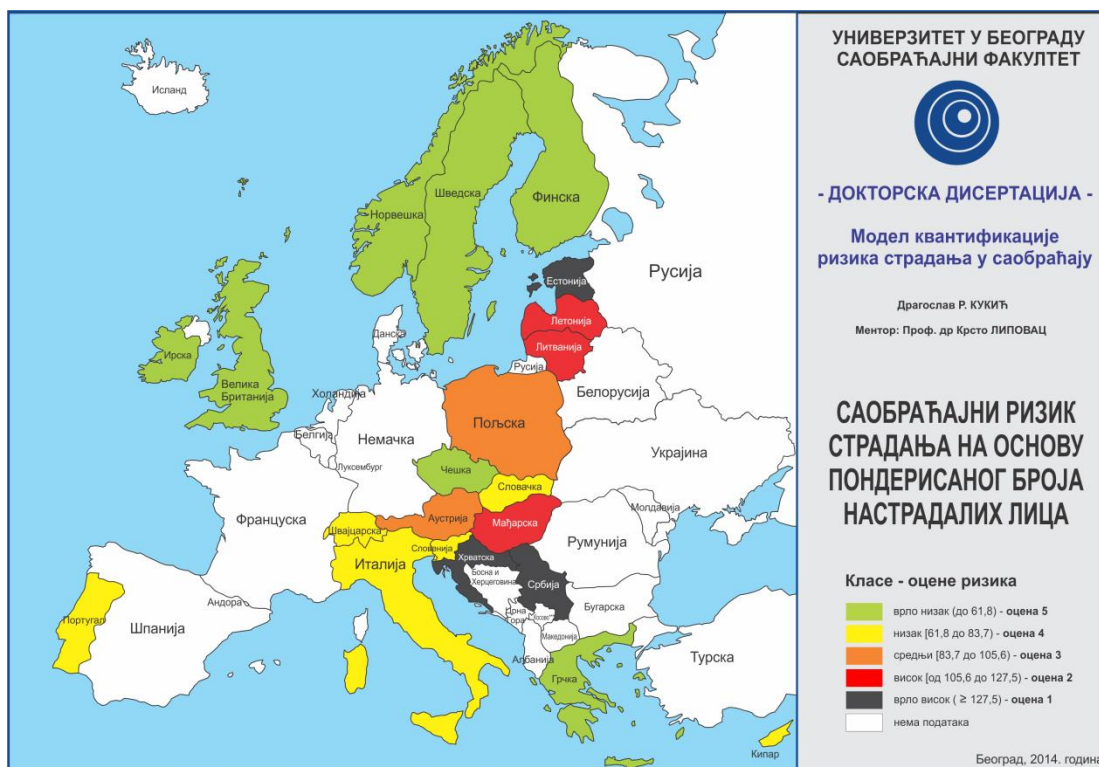 Исланд
Норвешка
Шведска
Финска
Русија
Естонија
Летонија
Литванија
Русија
Данска
Ирска
Велика
Британија
Холандија
Белгија
Луксембург
Немачка
Пољска
Белорусија
Украјина
Чешка
Словачка
Молдавија
Француска
Швајцарска
Аустрија
Мађарска
Румунија
Словенија
Хрватска
Италија
Босна и
Херцеговина
Србија
Црна
Гора
Бугарска
Македонија
Албанија
Андора
Португал
Шпанија
Грчка
Турска
Кипар
УНИВЕРЗИТЕТ У БЕОГРАДУ
САОБРАЋАЈНИ ФАКУЛТЕТ
- ДОКТОРСКА ДИСЕРТАЦИЈА -
Модел квантификације
ризика страдања у саобраћају
Драгослав Р. КУКИЋ
Ментор: Проф. др Крсто ЛИПОВАЦ
САОБРАЋАЈНИ РИЗИК
СТРАДАЊА НА ОСНОВУ
ПОНДЕРИСАНОГ БРОЈА
НАСТРАДАЛИХ ЛИЦА
Класе - оцене ризика
врло низак (до 61,8) - оцена 5
низак [61,8 до 83,7) - оцена 4
средњи [83,7 до 105,6) - оцена 3
висок [од 105,6 до 127,5) - оцена 2
врло висок ( ≥ 127,5) - оцена 1
нема података
Београд, 2014. година